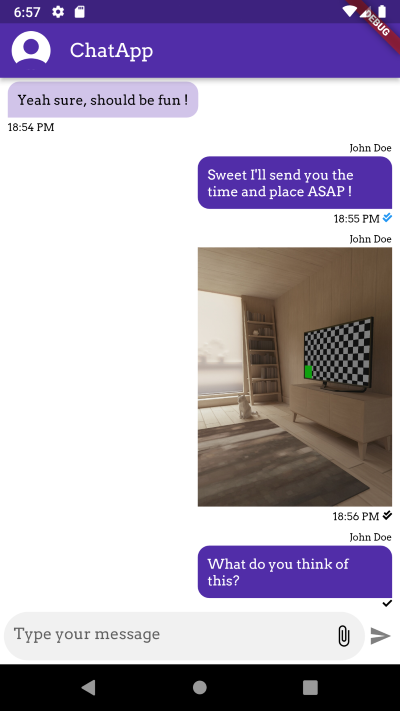 6:57
DEBUG
ChatApp
Yeah sure, should be fun !
18:54 PM
John Doe
Sweet I'll send you the
time and place ASAP !
18:55 PM
John Doe
18:56 PM
John Doe
What do you think of
this?
Type your message